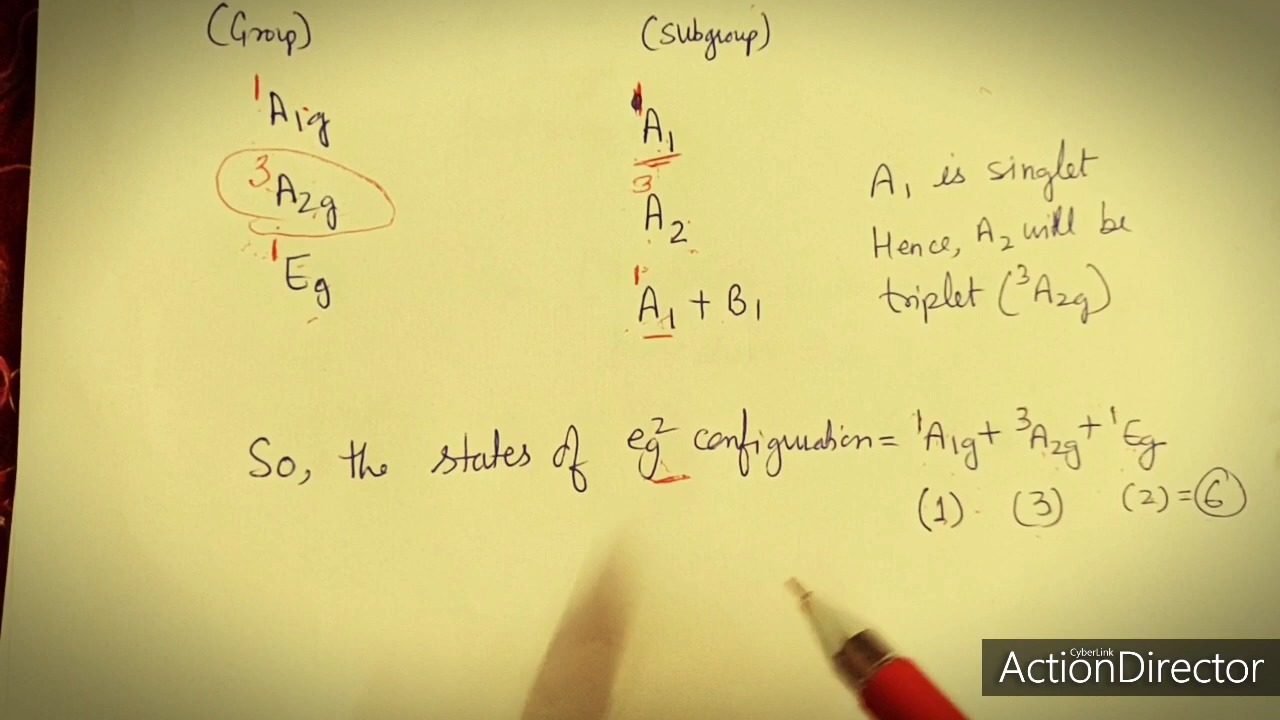 (Group) (subgroup)
¹A₁g ¹A₁
³A₂g ³A₂
¹Eg ¹A₁ + B₁
A₁ is singlet
Hence, A₂ will be
triplet (³A₂g)
So, the states of eg² configuration = ¹A₁g + ³A₂g + ¹Eg
(1) (3) (2) = 6
CyberLink
ActionDirector